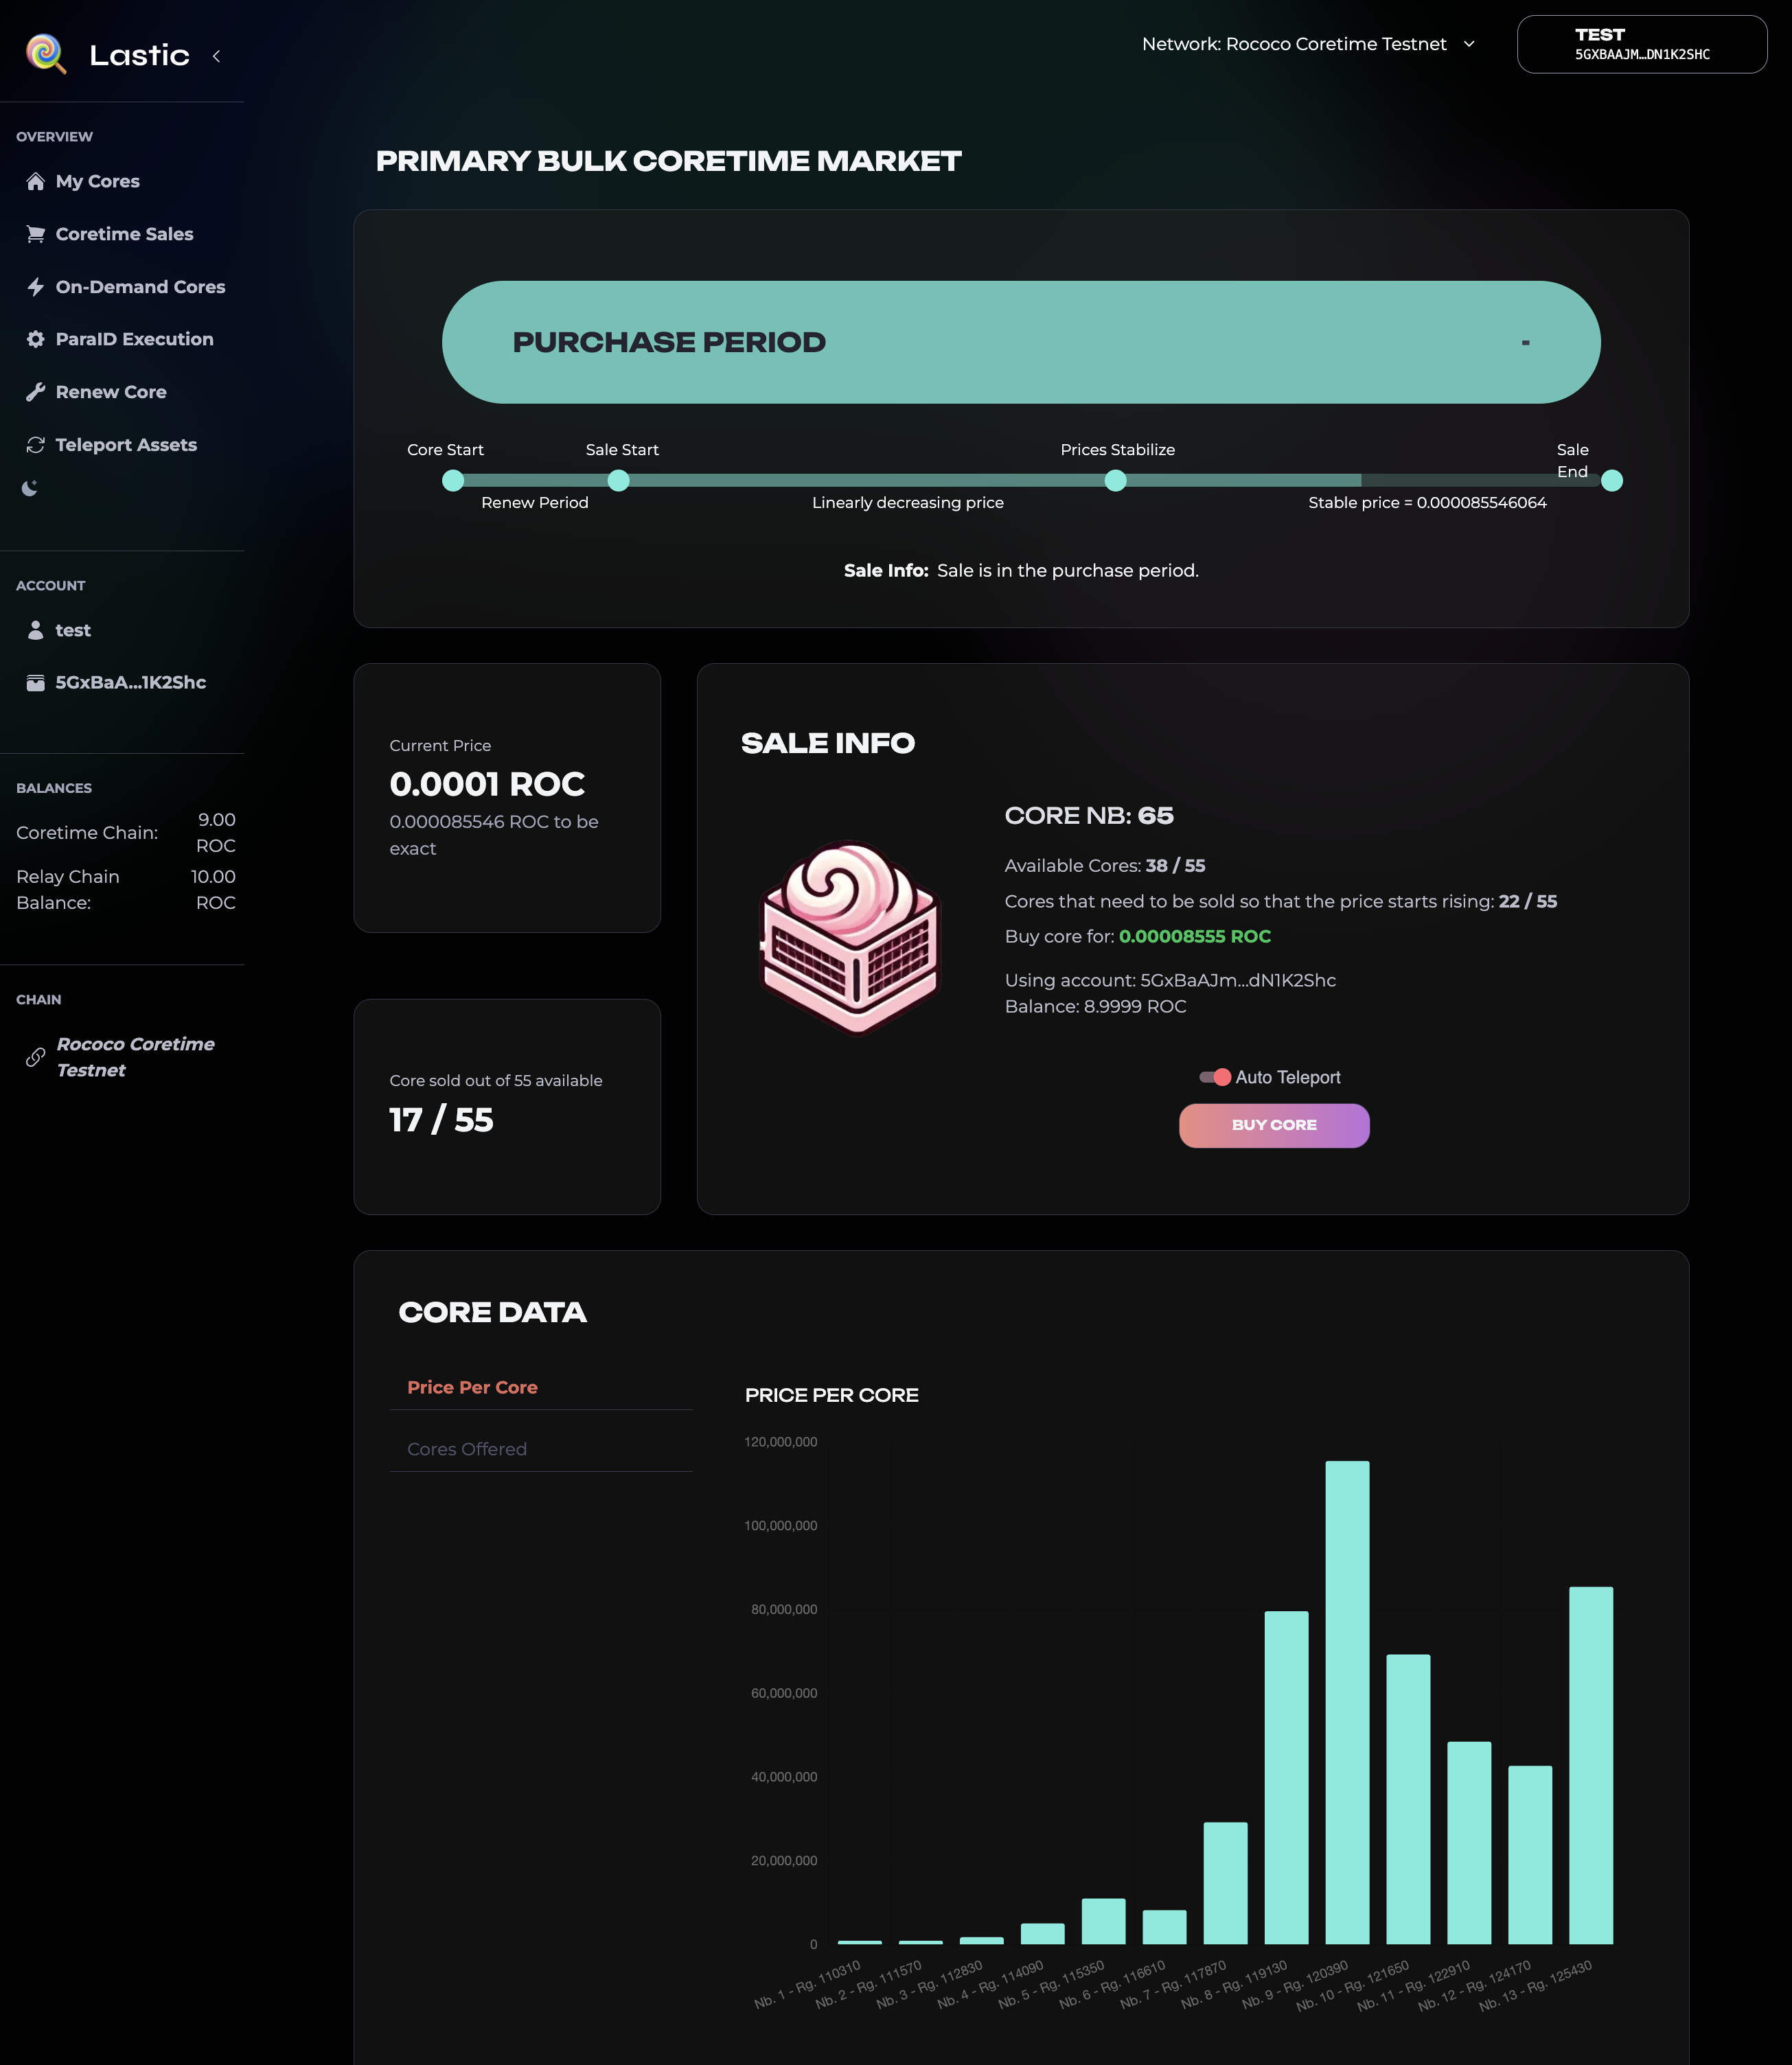 Lastic
Network: Rococo Coretime Testnet
TEST
5GXBAAJM...DN1K2SHC
OVERVIEW
My Cores
Coretime Sales
On-Demand Cores
ParaID Execution
Renew Core
Teleport Assets
ACCOUNT
test
5GxBaA...1K2Shc
BALANCES
Coretime Chain:
9.00
ROC
Relay Chain
Balance:
10.00
ROC
CHAIN
Rococo Coretime
Testnet
PRIMARY BULK CORETIME MARKET
PURCHASE PERIOD
-
Core Start
Sale Start
Prices Stabilize
Sale
End
Renew Period
Linearly decreasing price
Stable price = 0.000085546064
Sale Info: Sale is in the purchase period.
Current Price
0.0001 ROC
0.000085546 ROC to be
exact
Core sold out of 55 available
17 / 55
SALE INFO
CORE NB: 65
Available Cores: 38 / 55
Cores that need to be sold so that the price starts rising: 22 / 55
Buy core for: 0.00008555 ROC
Using account: 5GxBaAJm...dN1K2Shc
Balance: 8.9999 ROC
Auto Teleport
BUY CORE
CORE DATA
Price Per Core
Cores Offered
PRICE PER CORE
120,000,000
100,000,000
80,000,000
60,000,000
40,000,000
20,000,000
0
Nb. 1 - Rg. 110310
Nb. 2 - Rg. 111570
Nb. 3 - Rg. 112830
Nb. 4 - Rg. 114090
Nb. 5 - Rg. 115350
Nb. 6 - Rg. 116610
Nb. 7 - Rg. 117870
Nb. 8 - Rg. 119130
Nb. 9 - Rg. 120390
Nb. 10 - Rg. 121650
Nb. 11 - Rg. 122910
Nb. 12 - Rg. 124170
Nb. 13 - Rg. 125430